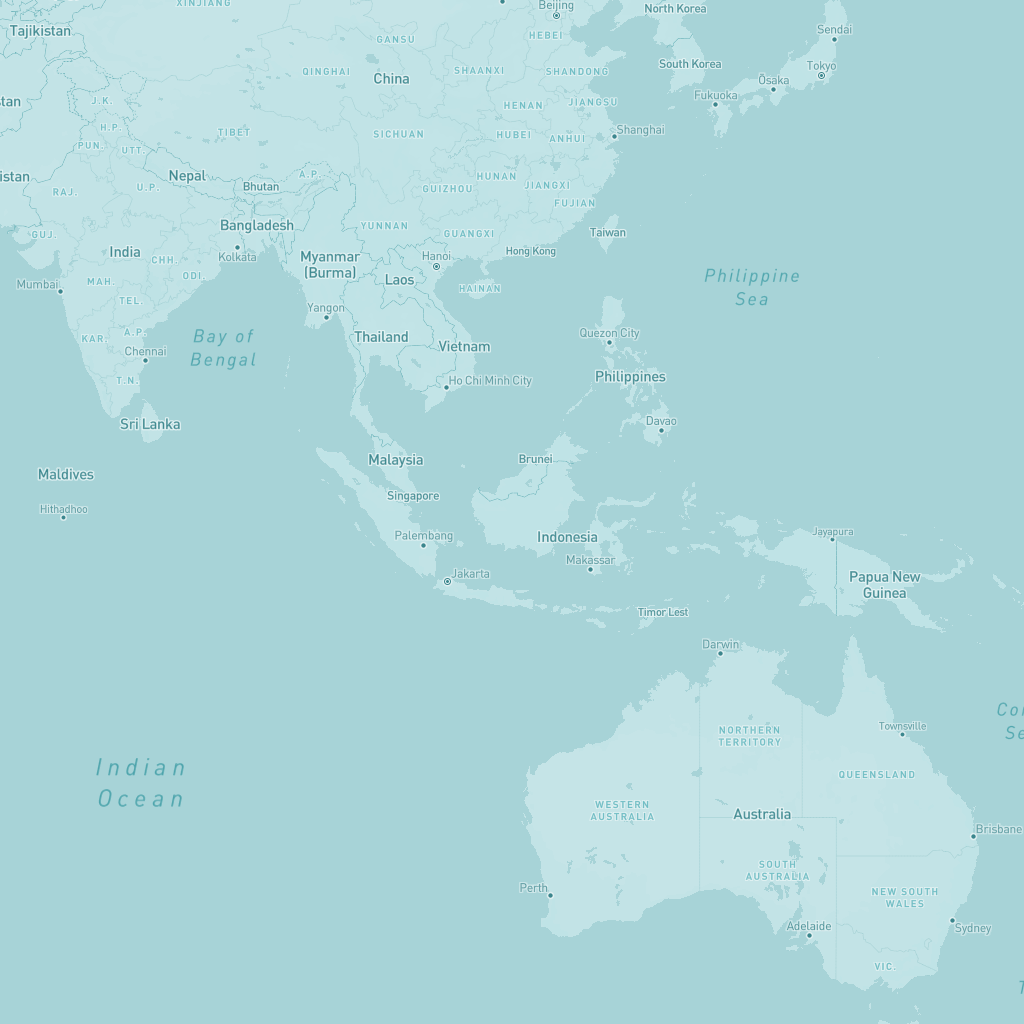 XINJIANG
Beijing
North Korea
Tajikistan
Sendai
GANSU
HEBEI
South Korea
Tokyo
QINGHAI
China
SHAANXI
SHANDONG
Ōsaka
Fukuoka
stan
J.K.
HENAN
JIANGSU
H.P.
TIBET
SICHUAN
HUBEI
ANHUI
Shanghai
PUN.
UTT.
istan
Nepal
Bhutan
A.P.
HUNAN
JIANGXI
RAJ.
U.P.
GUIZHOU
FUJIAN
Bangladesh
YUNNAN
GUANGXI
Taiwan
GUJ.
India
CHH.
Kolkata
Myanmar
(Burma)
Hanoi
Hong Kong
Laos
ODI.
Mumbai
MAH.
TEL.
HAINAN
Philippine
Sea
Yangon
KAR.
A.P.
Bay of
Bengal
Thailand
Vietnam
Quezon City
Chennai
T.N.
Ho Chi Minh City
Philippines
Sri Lanka
Davao
Malaysia
Brunei
Maldives
Singapore
Hithadhoo
Palembang
Indonesia
Jayapura
Makassar
Jakarta
Papua New
Guinea
Timor Lest
Darwin
Townsville
Cor
Se
NORTHERN
TERRITORY
Indian
Ocean
QUEENSLAND
WESTERN
AUSTRALIA
Australia
Brisbane
SOUTH
AUSTRALIA
Perth
NEW SOUTH
WALES
Adelaide
Sydney
VIC.
T